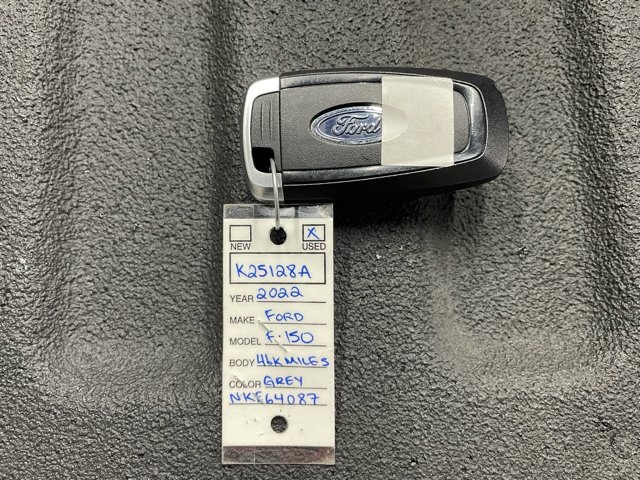 Ford
X
NEW USED
K25128A
YEAR 2022
MAKE FORD
MODEL F-150
BODY 46K MILES
COLOR GREY
NKE64087